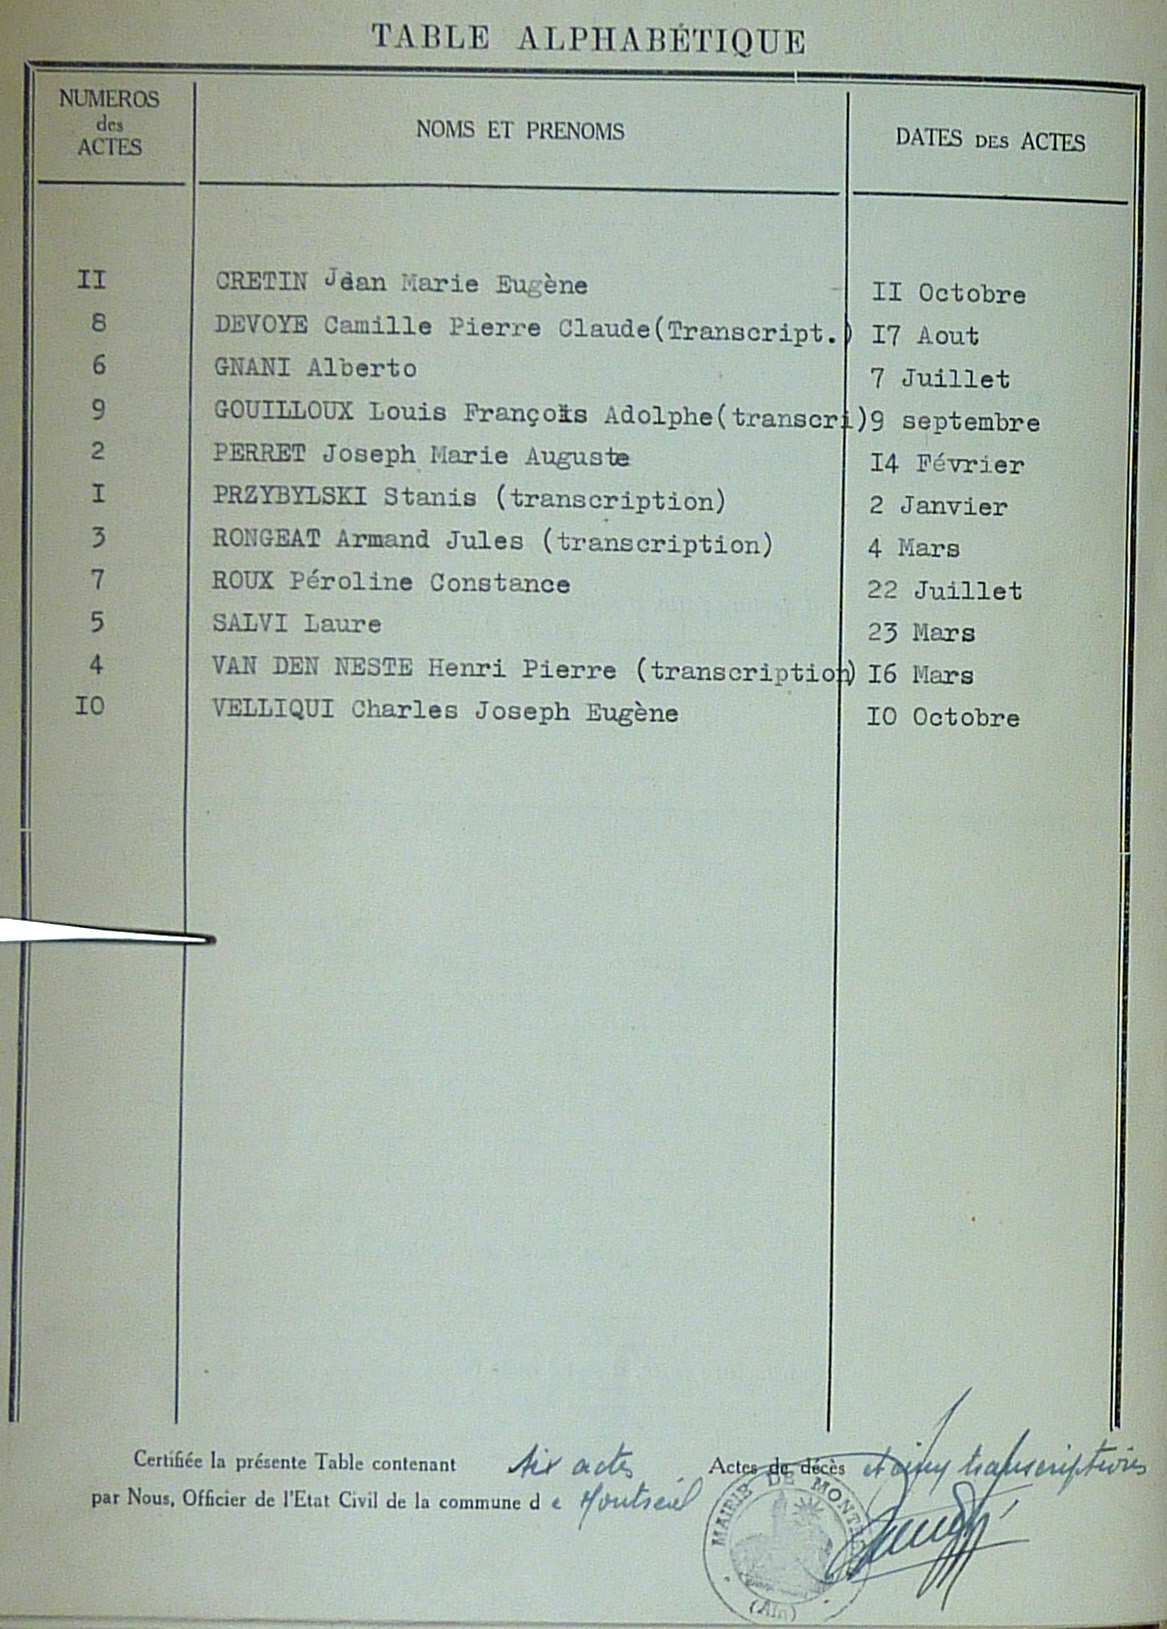 TABLE ALPHABÉTIQUE
NUMEROS
des
ACTES
NOMS ET PRENOMS
DATES DES ACTES
II CRETIN Jean Marie Eugène II Octobre
8 DEVOYE Camille Pierre Claude(Transcript.) I7 Aout
6 GNANI Alberto 7 Juillet
9 GOUILLOUX Louis François Adolphe(transcri) 9 septembre
2 PERRET Joseph Marie Auguste I4 Février
I PRZYBYLSKI Stanis (transcription) 2 Janvier
3 RONGEAT Armand Jules (transcription) 4 Mars
7 ROUX Péroline Constance 22 Juillet
5 SALVI Laure 23 Mars
4 VAN DEN NESTE Henri Pierre (transcription) I6 Mars
IO VELLIQUI Charles Joseph Eugène IO Octobre
Certifiée la présente Table contenant six actes Actes de décès et cinq transcriptions
par Nous, Officier de l'Etat Civil de la commune d e Montreuil
MAIRIE DE MONT
(Ain)